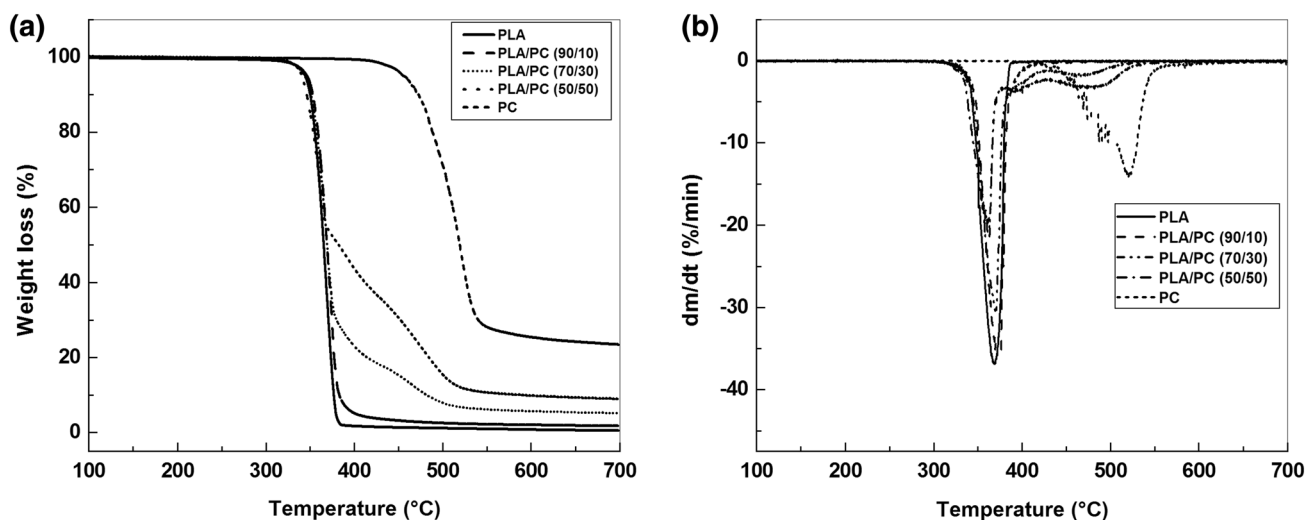 (a)
Weight loss (%)
100
80
60
40
20
0
PLA
PLA/PC (90/10)
PLA/PC (70/30)
PLA/PC (50/50)
PC
100 200 300 400 500 600 700
Temperature (°C)
(b)
dm/dt (%/min)
0
-10
-20
-30
-40
PLA
PLA/PC (90/10)
PLA/PC (70/30)
PLA/PC (50/50)
PC
100 200 300 400 500 600 700
Temperature (°C)